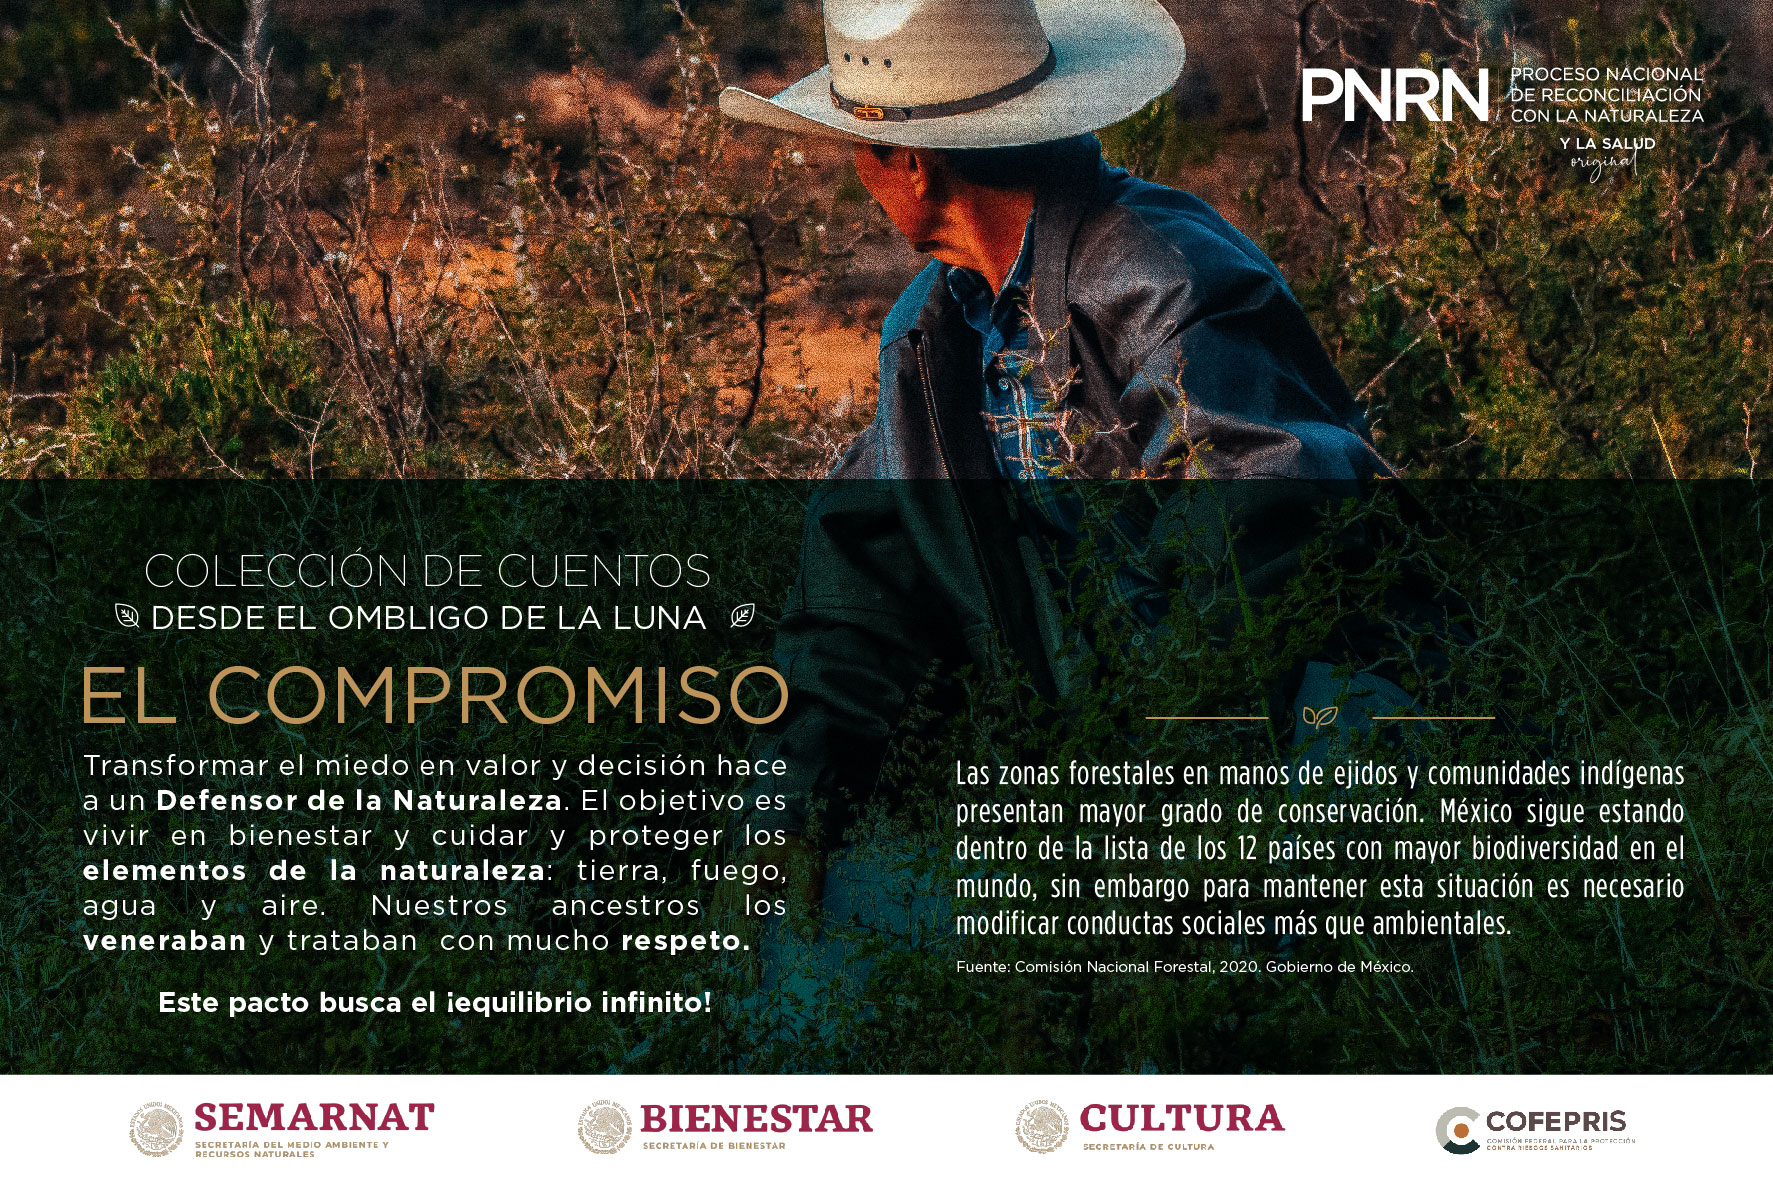 PNRN
PROCESO NACIONAL
DE RECONCILIACIÓN
CON LA NATURALEZA
Y LA SALUD
original
COLECCIÓN DE CUENTOS
DESDE EL OMBLIGO DE LA LUNA
EL COMPROMISO
Transformar el miedo en valor y decisión hace
a un Defensor de la Naturaleza. El objetivo es
vivir en bienestar y cuidar y proteger los
elementos de la naturaleza: tierra, fuego,
agua y aire. Nuestros ancestros los
veneraban y trataban con mucho respeto.
Este pacto busca el ¡equilibrio infinito!
Las zonas forestales en manos de ejidos y comunidades indígenas
presentan mayor grado de conservación. México sigue estando
dentro de la lista de los 12 países con mayor biodiversidad en el
mundo, sin embargo para mantener esta situación es necesario
modificar conductas sociales más que ambientales.
Fuente: Comisión Nacional Forestal, 2020. Gobierno de México.
SEMARNAT
SECRETARÍA DEL MEDIO AMBIENTE Y
RECURSOS NATURALES
BIENESTAR
SECRETARÍA DE BIENESTAR
CULTURA
SECRETARÍA DE CULTURA
COFEPRIS
COMISIÓN FEDERAL PARA LA PROTECCIÓN
CONTRA RIESGOS SANITARIOS